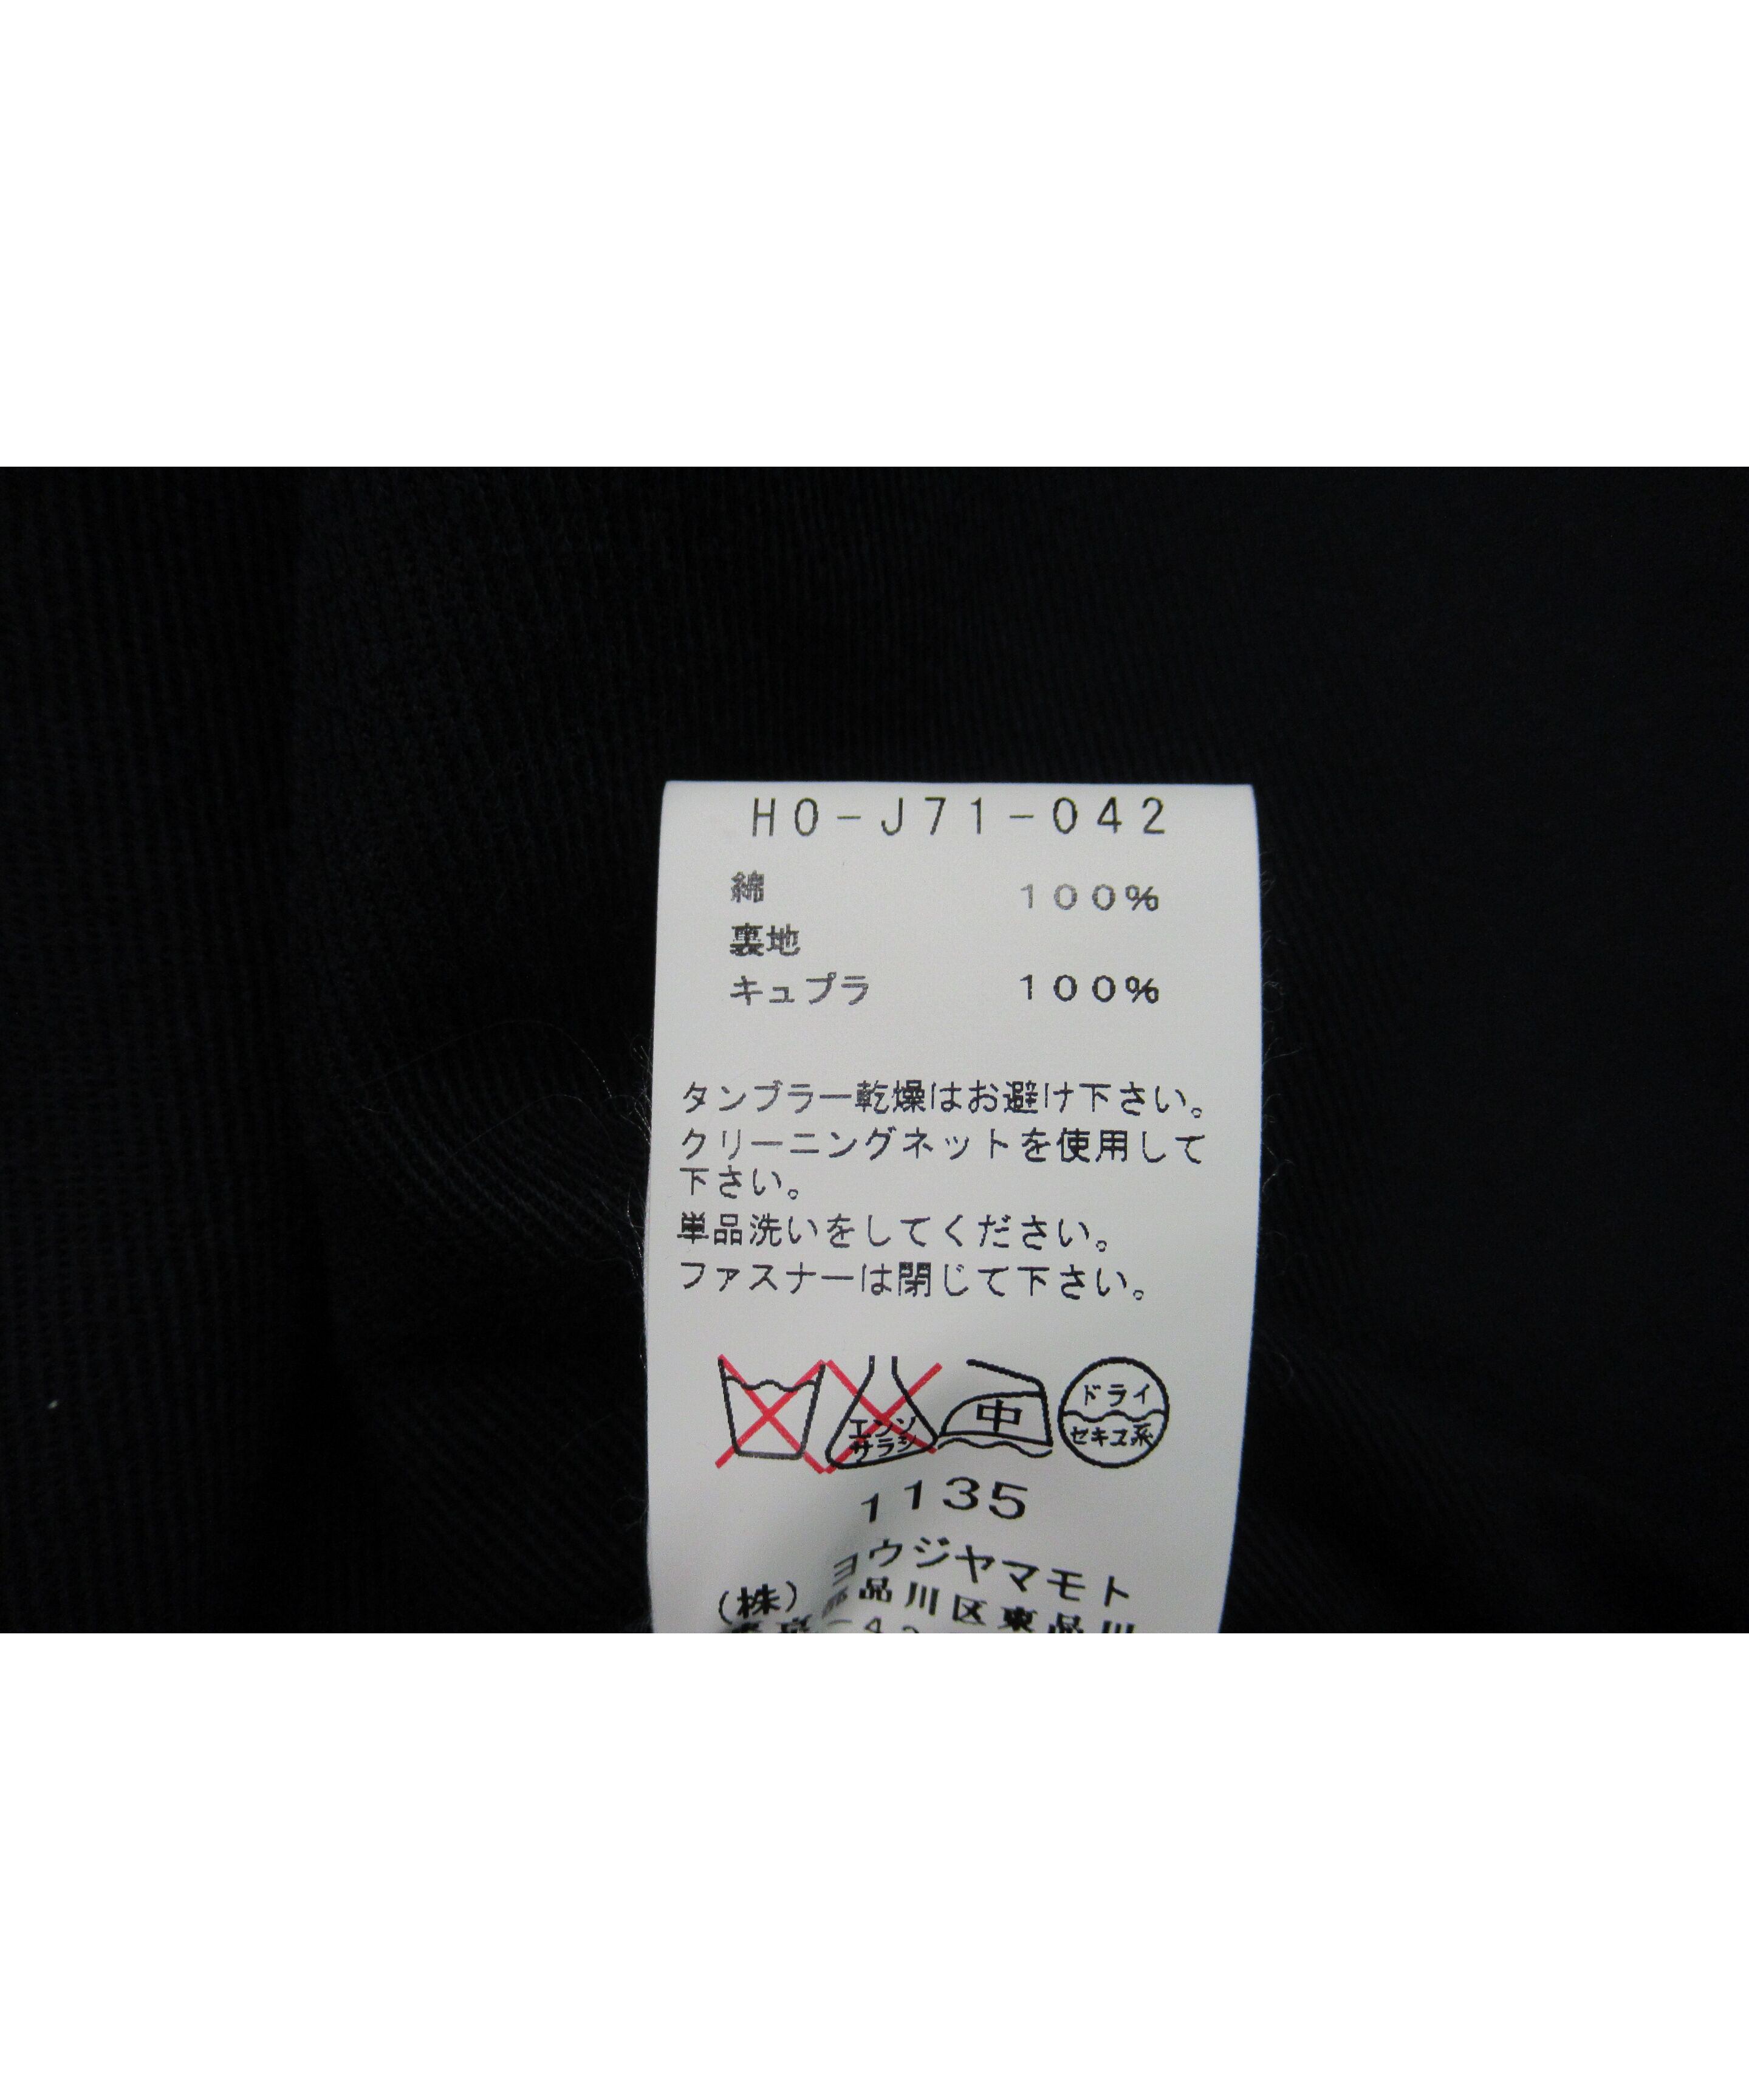 HO-J71-042
綿 100%
裏地
キュプラ 100%
タンブラー乾燥はお避け下さい。
クリーニングネットを使用して
下さい。
単品洗いをしてください。
ファスナーは閉じて下さい。
エンソ
サラシ
中
ドライ
セキユ系
1135
(株)ヨウジヤマモト
品川区東品川